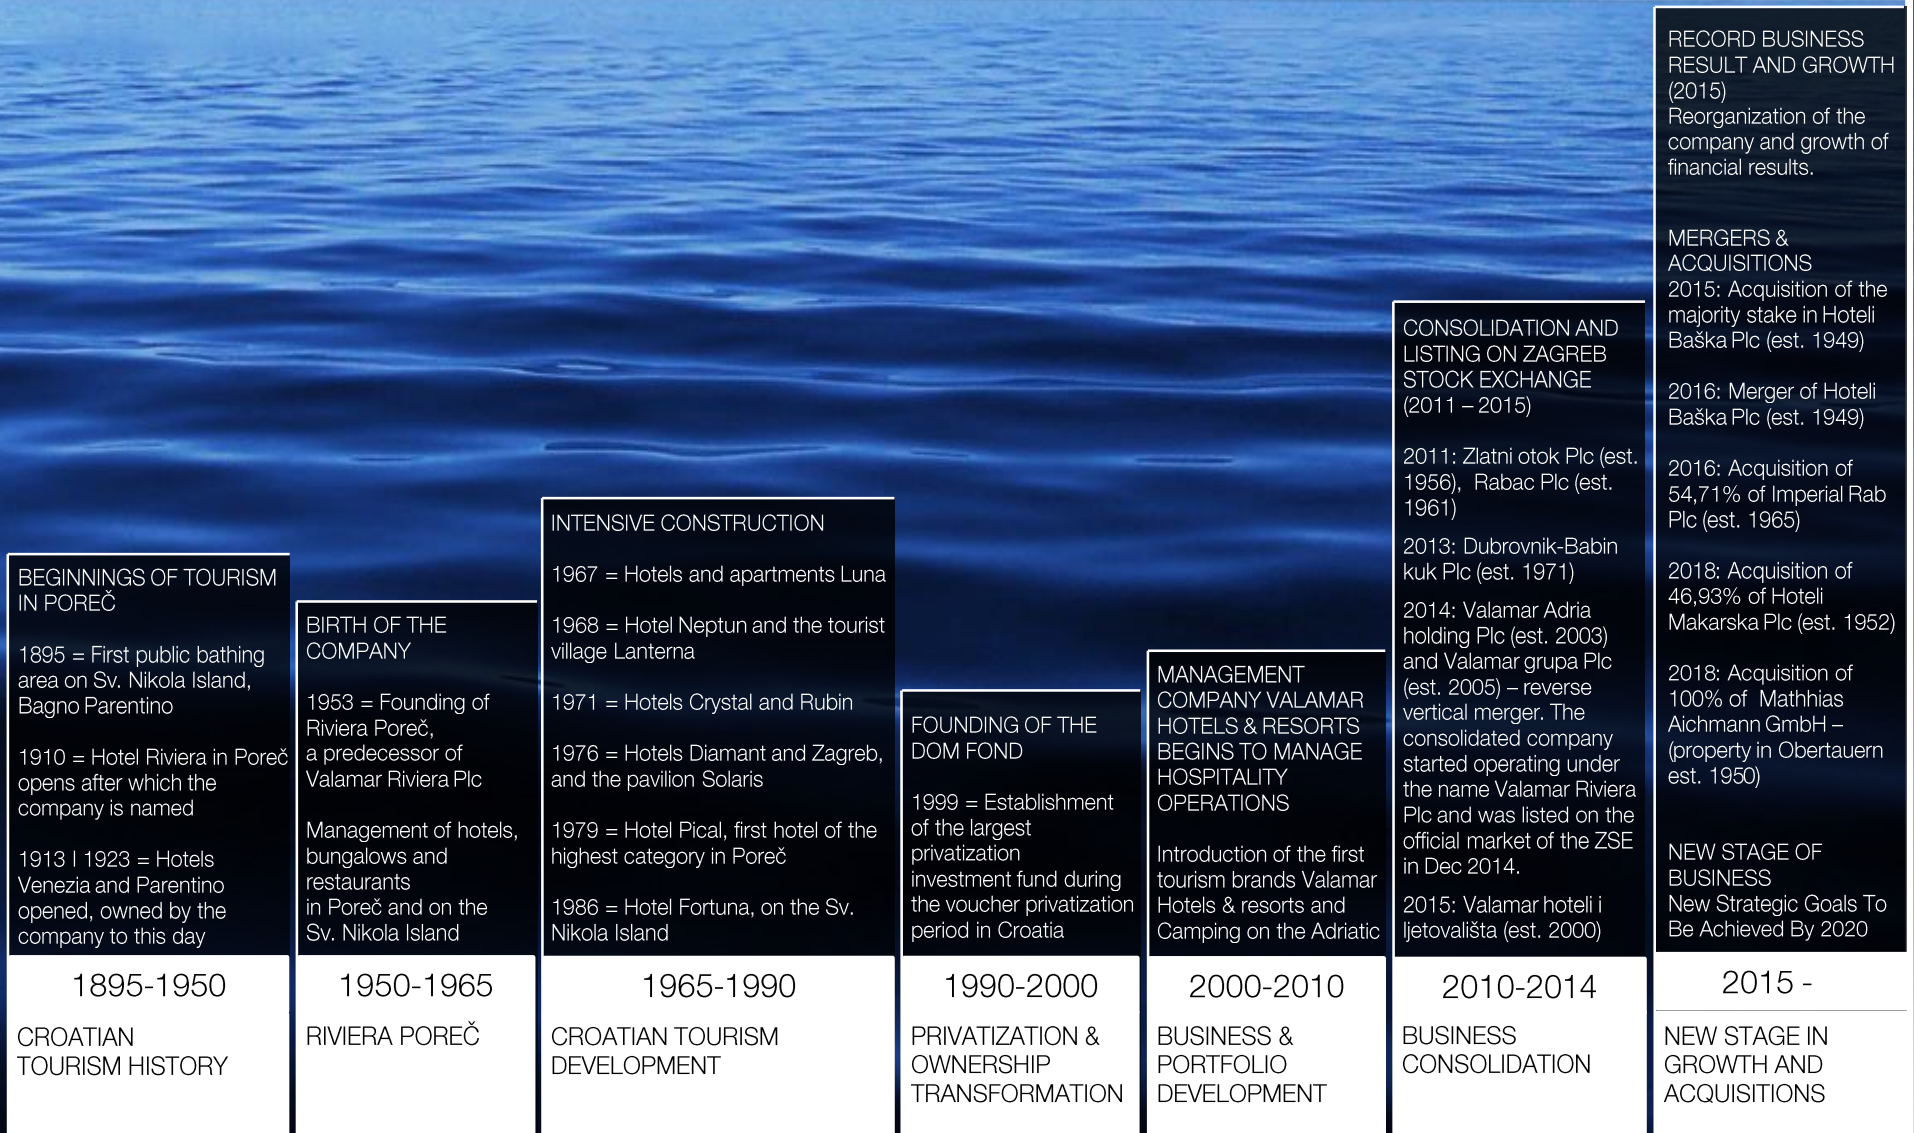 BEGINNINGS OF TOURISM
IN POREČ
1895 = First public bathing
area on Sv. Nikola Island,
Bagno Parentino
1910 = Hotel Riviera in Poreč
opens after which the
company is named
1913 I 1923 = Hotels
Venezia and Parentino
opened, owned by the
company to this day
1895-1950
CROATIAN
TOURISM HISTORY
BIRTH OF THE
COMPANY
1953 = Founding of
Riviera Poreč,
a predecessor of
Valamar Riviera Plc
Management of hotels,
bungalows and
restaurants
in Poreč and on the
Sv. Nikola Island
1950-1965
RIVIERA POREČ
INTENSIVE CONSTRUCTION
1967 = Hotels and apartments Luna
1968 = Hotel Neptun and the tourist
village Lanterna
1971 = Hotels Crystal and Rubin
1976 = Hotels Diamant and Zagreb,
and the pavilion Solaris
1979 = Hotel Pical, first hotel of the
highest category in Poreč
1986 = Hotel Fortuna, on the Sv.
Nikola Island
1965-1990
CROATIAN TOURISM
DEVELOPMENT
FOUNDING OF THE
DOM FOND
1999 = Establishment
of the largest
privatization
investment fund during
the voucher privatization
period in Croatia
1990-2000
PRIVATIZATION &
OWNERSHIP
TRANSFORMATION
MANAGEMENT
COMPANY VALAMAR
HOTELS & RESORTS
BEGINS TO MANAGE
HOSPITALITY
OPERATIONS
Introduction of the first
tourism brands Valamar
Hotels & resorts and
Camping on the Adriatic
2000-2010
BUSINESS &
PORTFOLIO
DEVELOPMENT
CONSOLIDATION AND
LISTING ON ZAGREB
STOCK EXCHANGE
(2011 – 2015)
2011: Zlatni otok Plc (est.
1956), Rabac Plc (est.
1961)
2013: Dubrovnik-Babin
kuk Plc (est. 1971)
2014: Valamar Adria
holding Plc (est. 2003)
and Valamar grupa Plc
(est. 2005) – reverse
vertical merger. The
consolidated company
started operating under
the name Valamar Riviera
Plc and was listed on the
official market of the ZSE
in Dec 2014.
2015: Valamar hoteli i
ljetovališta (est. 2000)
2010-2014
BUSINESS
CONSOLIDATION
RECORD BUSINESS
RESULT AND GROWTH
(2015)
Reorganization of the
company and growth of
financial results.
MERGERS &
ACQUISITIONS
2015: Acquisition of the
majority stake in Hoteli
Baška Plc (est. 1949)
2016: Merger of Hoteli
Baška Plc (est. 1949)
2016: Acquisition of
54,71% of Imperial Rab
Plc (est. 1965)
2018: Acquisition of
46,93% of Hoteli
Makarska Plc (est. 1952)
2018: Acquisition of
100% of Mathhias
Aichmann GmbH –
(property in Obertauern
est. 1950)
NEW STAGE OF
BUSINESS
New Strategic Goals To
Be Achieved By 2020
2015 -
NEW STAGE IN
GROWTH AND
ACQUISITIONS